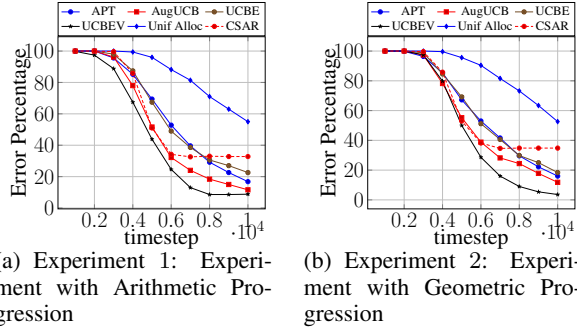 APT AugUCB UCBE
UCBEV Unif Alloc CSAR
Error Percentage
100
80
60
40
20
0
0.2 0.4 0.6 0.8 1
timestep
·10⁴
(a) Experiment 1: Experi-
ment with Arithmetic Pro-
gression
APT AugUCB UCBE
UCBEV Unif Alloc CSAR
Error Percentage
100
80
60
40
20
0
0.2 0.4 0.6 0.8 1
timestep
·10⁴
(b) Experiment 2: Experi-
ment with Geometric Pro-
gression